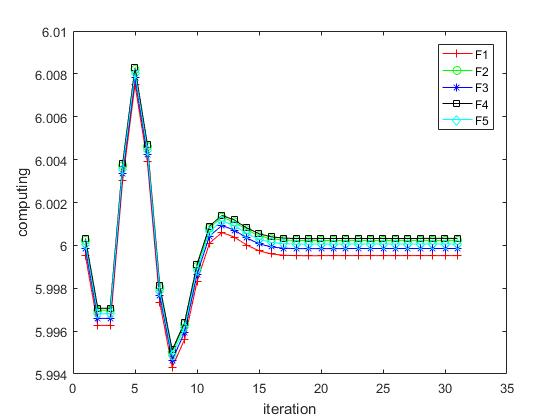 6.01
6.008
6.006
6.004
6.002
6
5.998
5.996
5.994
computing
F1
F2
F3
F4
F5
0 5 10 15 20 25 30 35
iteration